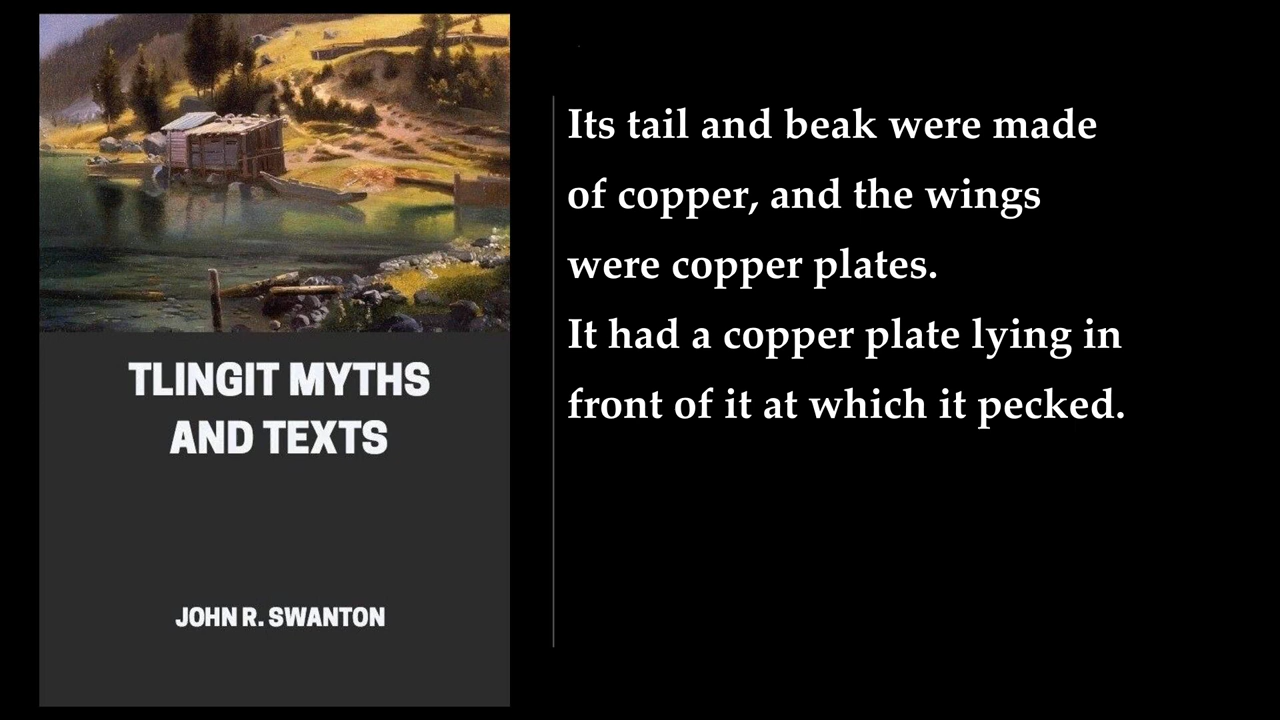 TLINGIT MYTHS
AND TEXTS
JOHN R. SWANTON
Its tail and beak were made
of copper, and the wings
were copper plates.
It had a copper plate lying in
front of it at which it pecked.